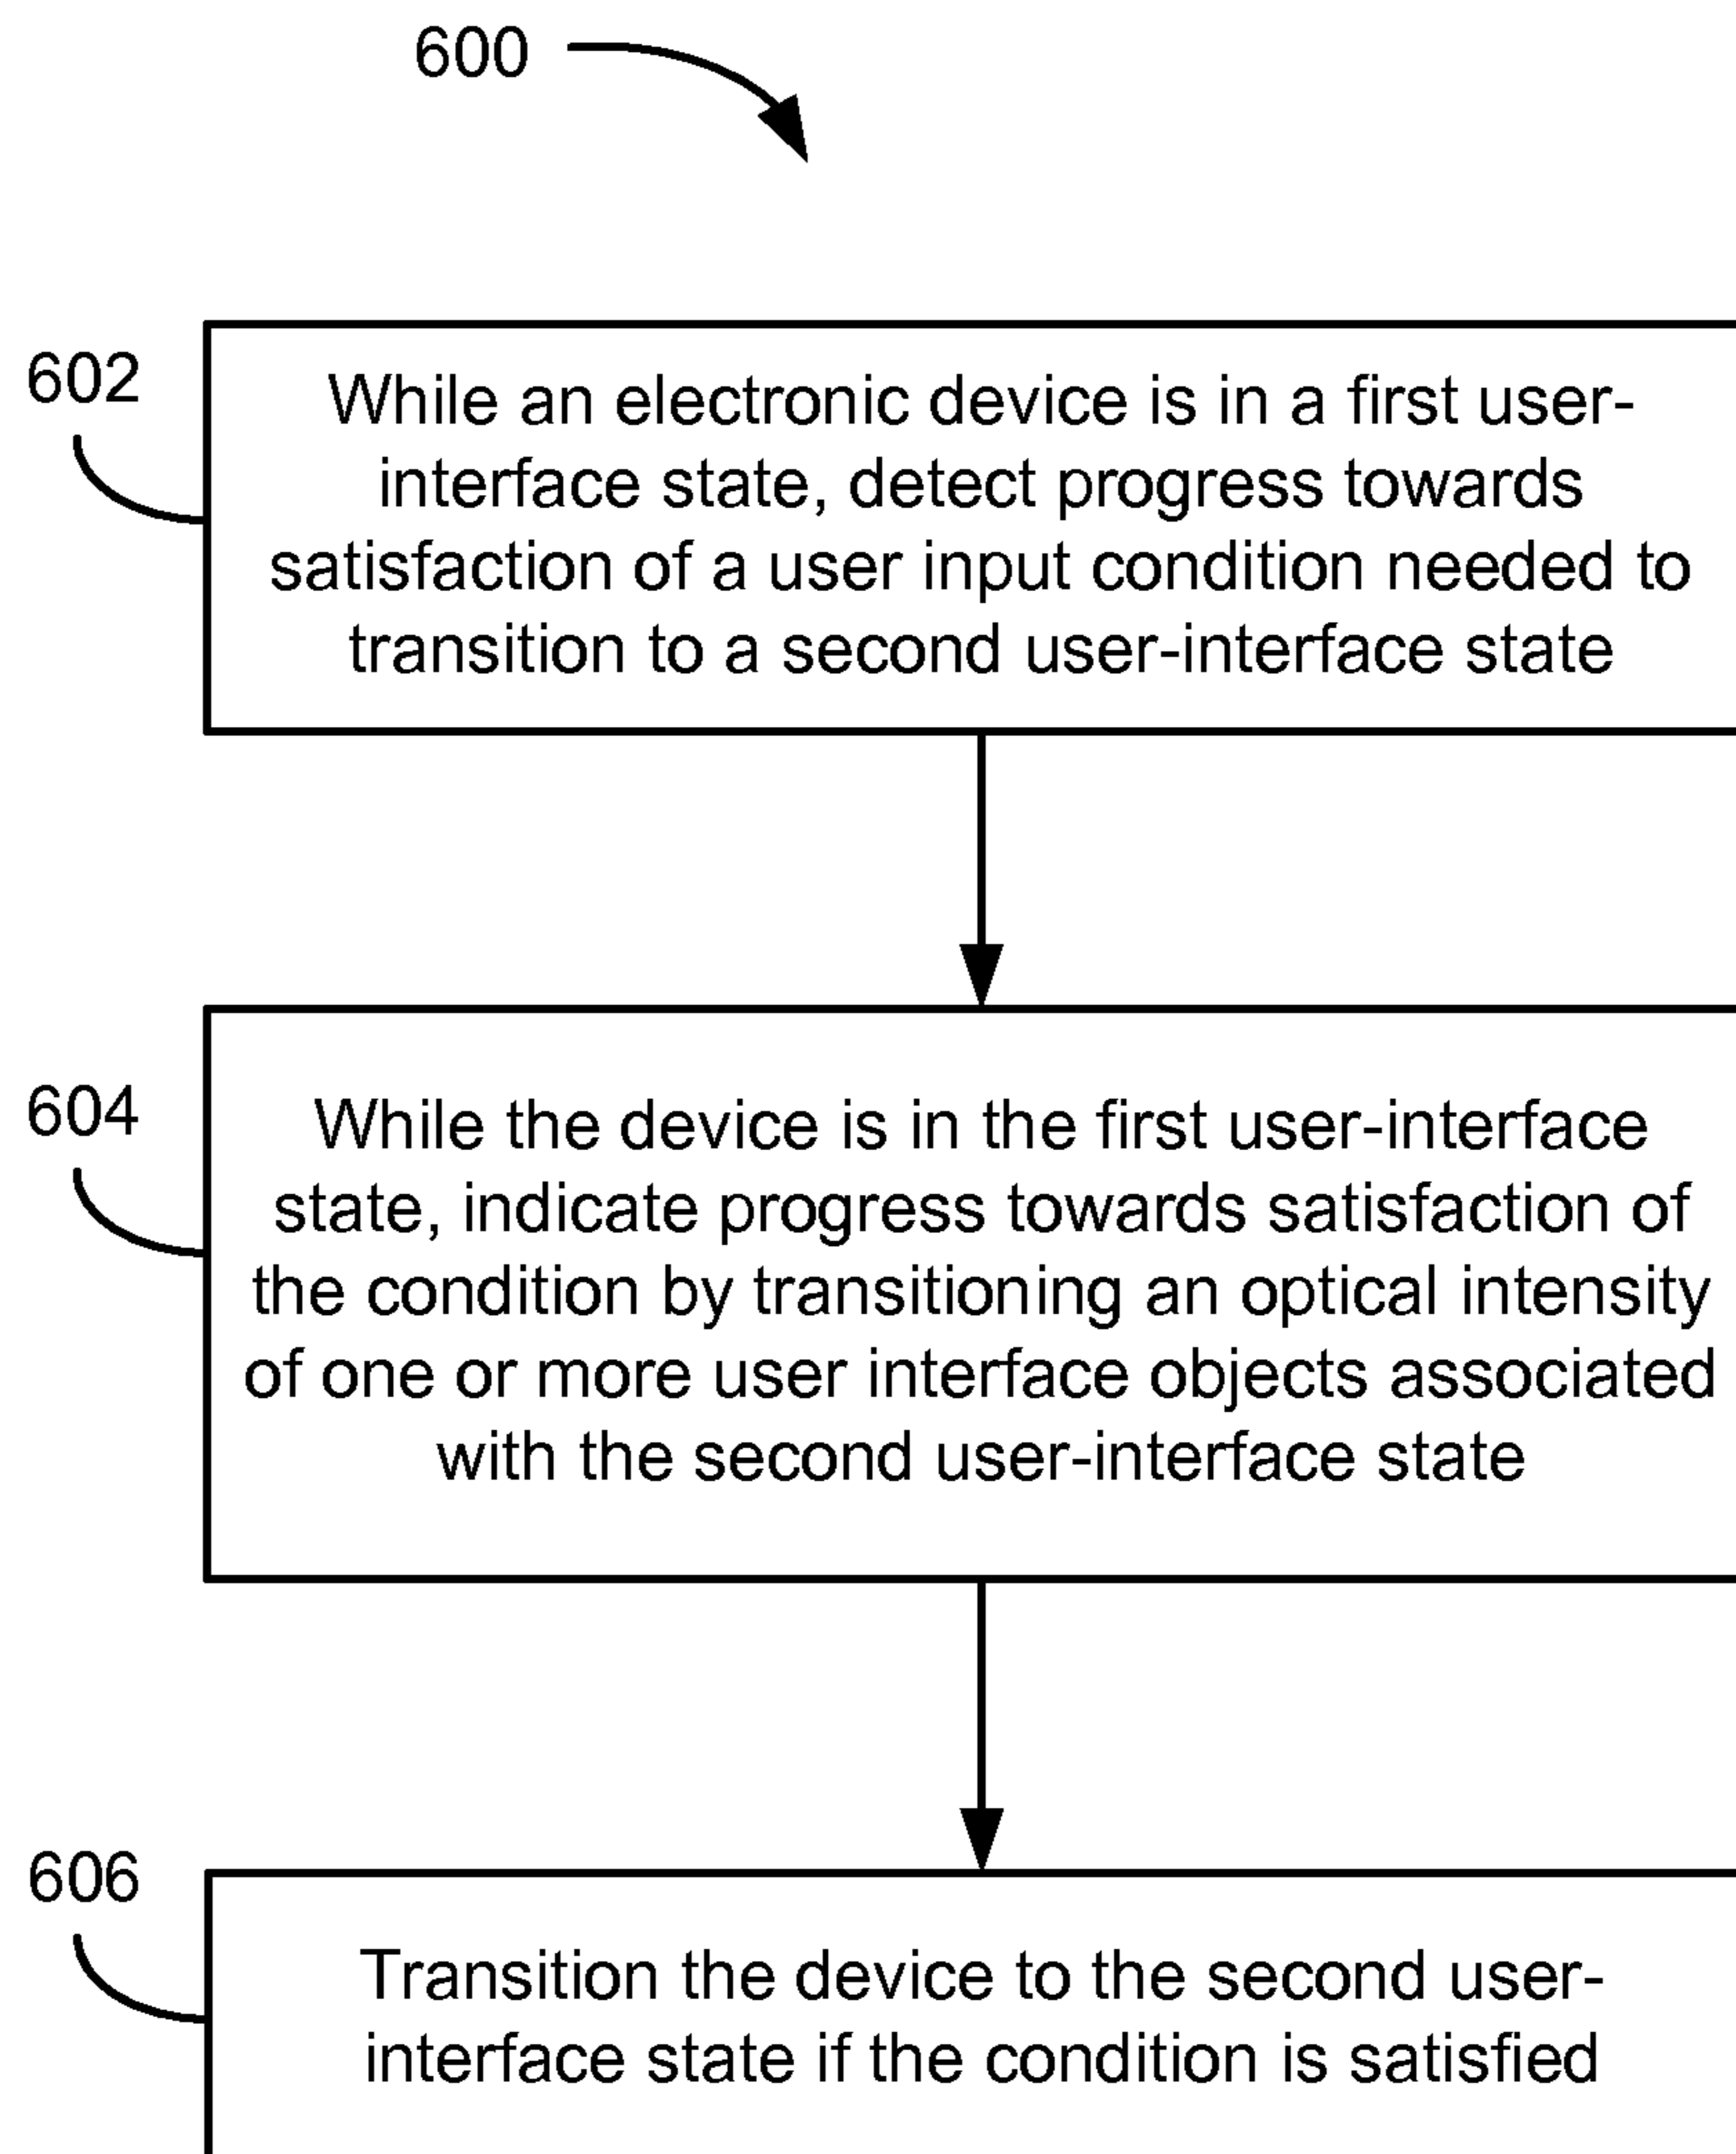 600
602
While an electronic device is in a first user-
interface state, detect progress towards
satisfaction of a user input condition needed to
transition to a second user-interface state
604
While the device is in the first user-interface
state, indicate progress towards satisfaction of
the condition by transitioning an optical intensity
of one or more user interface objects associated
with the second user-interface state
606
Transition the device to the second user-
interface state if the condition is satisfied